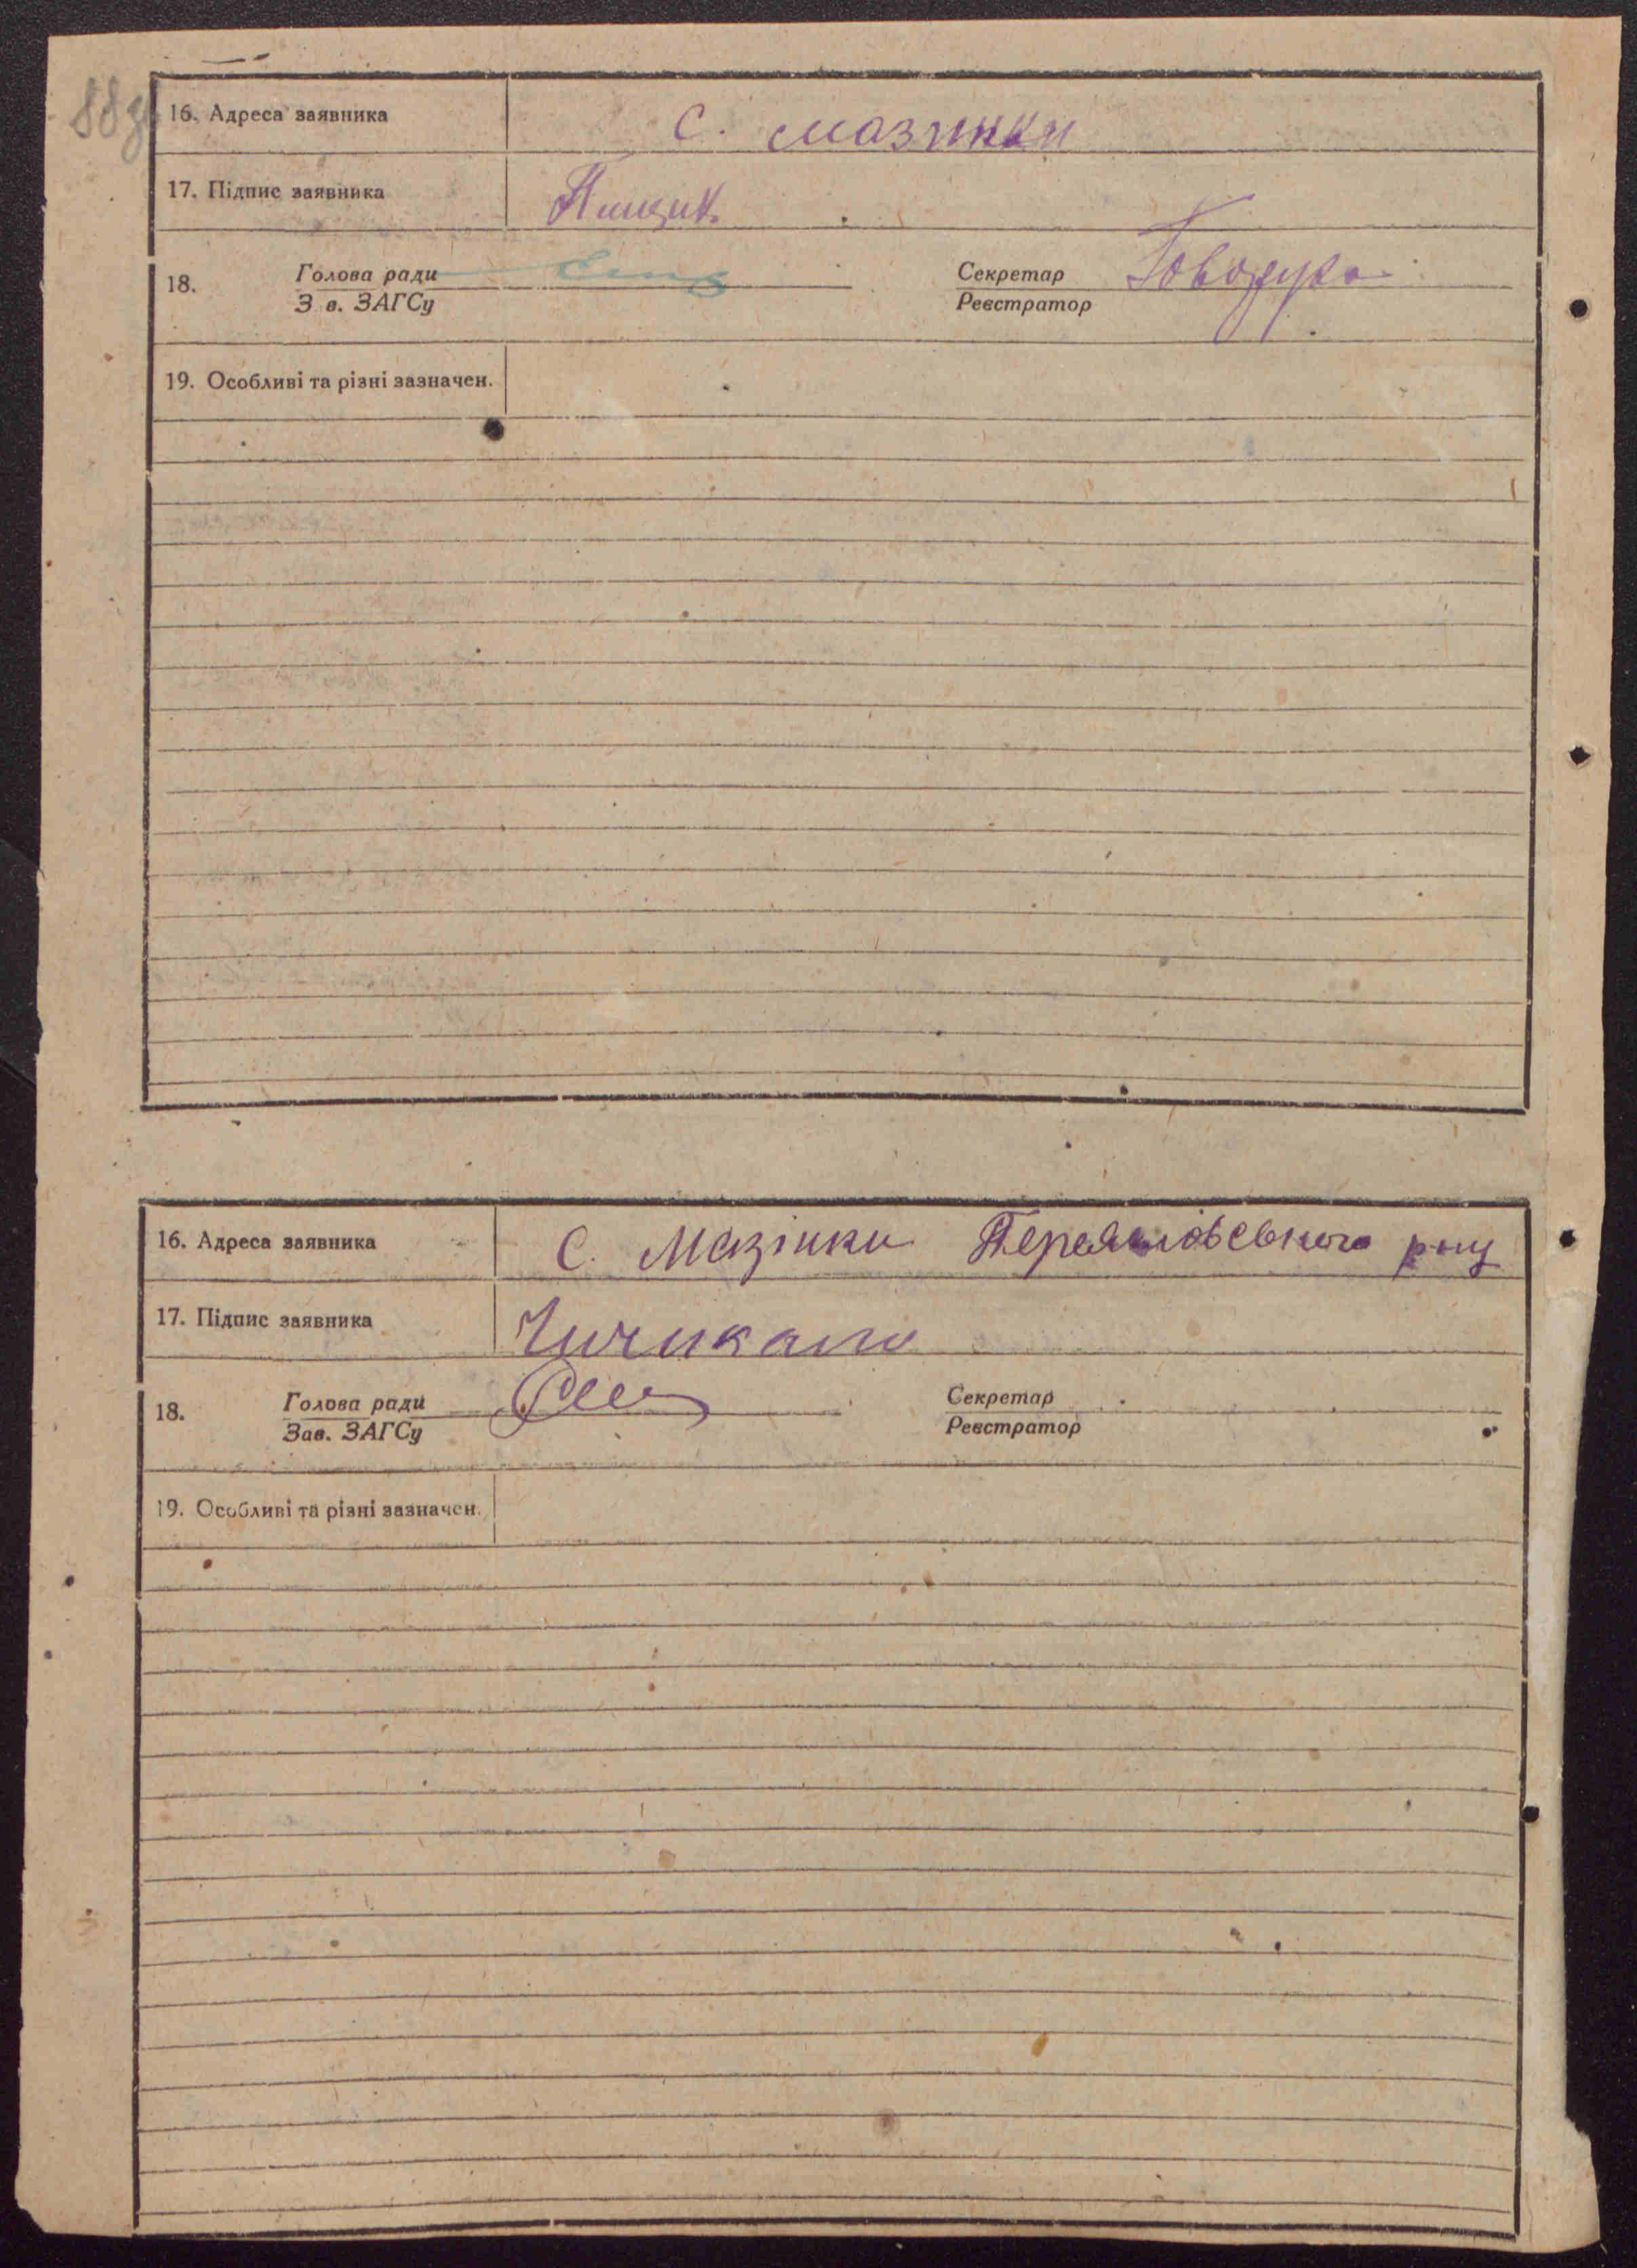 88зв
16. Адреса заявника с. мазинки
17. Підпис заявника
18. Голова ради Секретар
З в. ЗАГСу Реєстратор
19. Особливі та різні зазначен.
16. Адреса заявника с. Мазінки Переяславського р-ну
17. Підпис заявника
18. Голова ради Секретар
Зав. ЗАГСу Реєстратор
19. Особливі та різні зазначен.